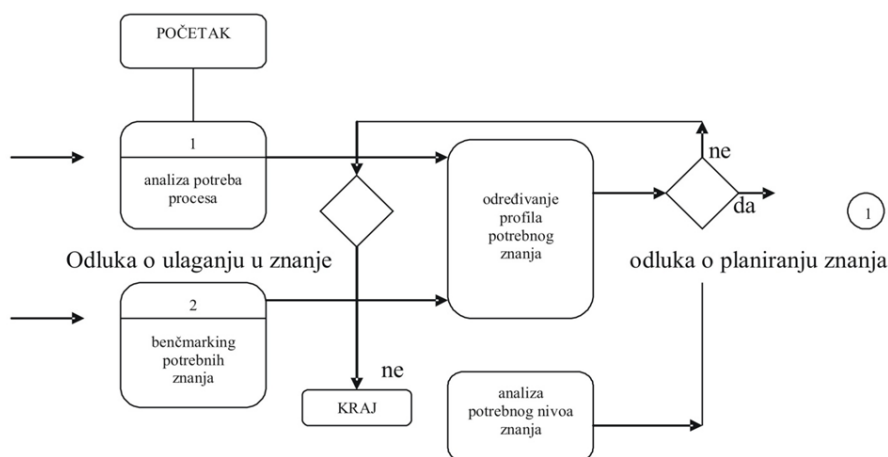 POČETAK
1
analiza potreba
procesa
Odluka o ulaganju u znanje
2
benčmarking
potrebnih
znanja
ne
KRAJ
određivanje
profila
potrebnog
znanja
ne
da
1
odluka o planiranju znanja
analiza
potrebnog nivoa
znanja